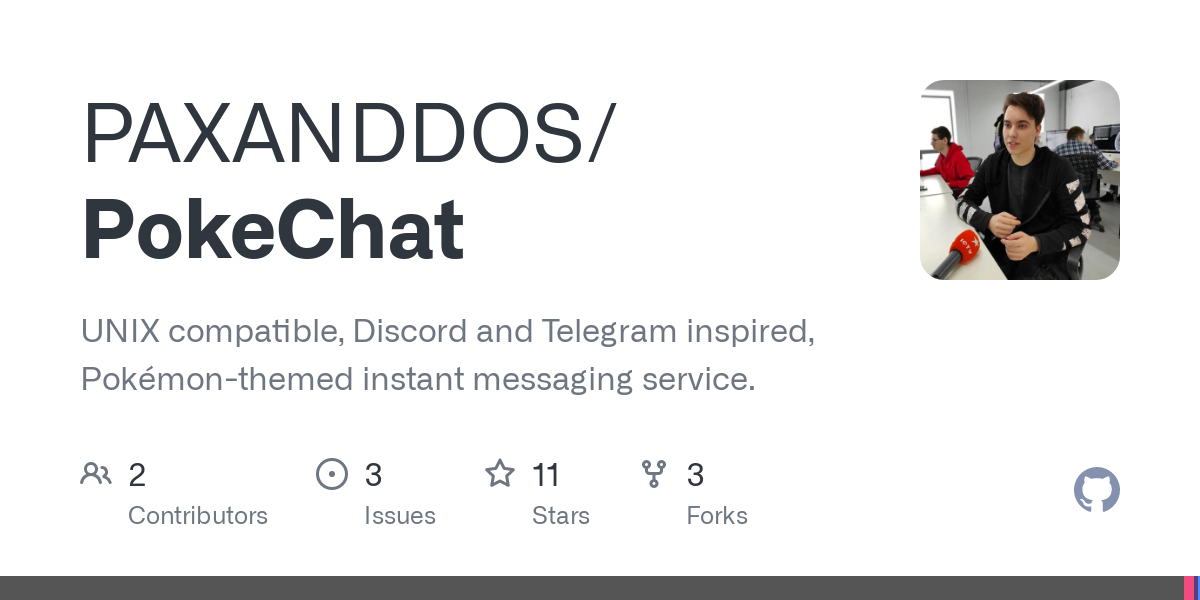 PAXANDDOS/
PokeChat
UNIX compatible, Discord and Telegram inspired,
Pokémon-themed instant messaging service.
2
Contributors
3
Issues
11
Stars
3
Forks